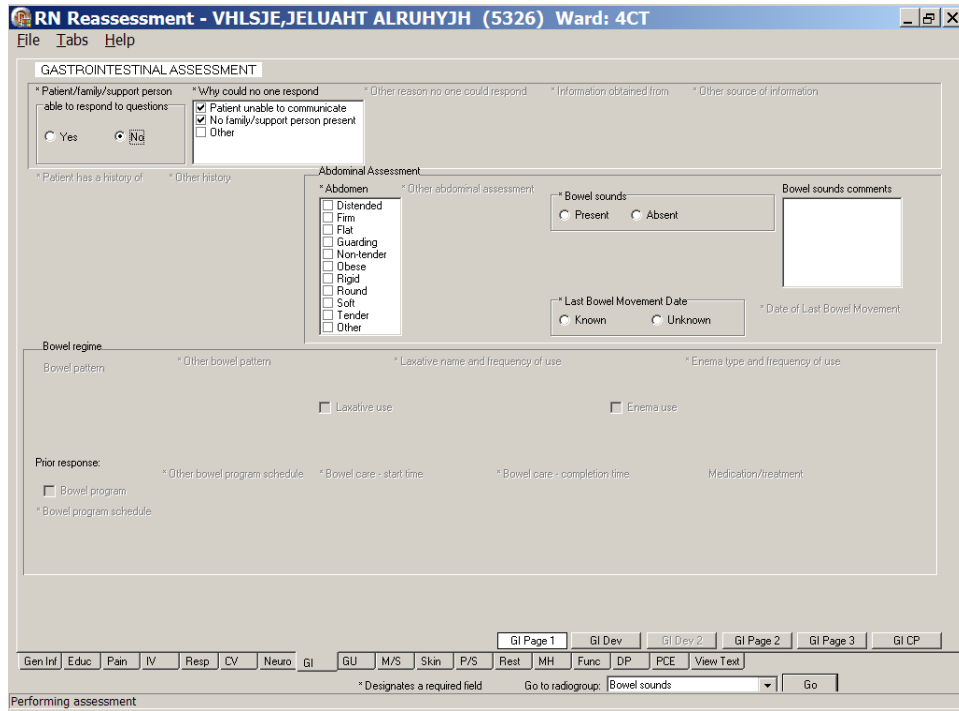 RN Reassessment - VHLSJE,JELUAHT ALRUHYJH (5326) Ward: 4CT
File Tabs Help
GASTROINTESTINAL ASSESSMENT
* Patient/family/support person able to respond to questions
Yes No
* Why could no one respond
Patient unable to communicate
No family/support person present
Other
* Other reason no one could respond
* Information obtained from
* Other source of information
* Patient has a history of
* Other history
Abdominal Assessment
* Abdomen
Distended
Firm
Flat
Guarding
Non-tender
Obese
Rigid
Round
Soft
Tender
Other
* Other abdominal assessment
* Bowel sounds
Present Absent
Bowel sounds comments
* Last Bowel Movement Date
Known Unknown
* Date of Last Bowel Movement
Bowel regime
Bowel pattern
* Other bowel pattern
* Laxative name and frequency of use
* Enema type and frequency of use
Laxative use
Enema use
Prior response:
* Other bowel program schedule
* Bowel care - start time
* Bowel care - completion time
Medication/treatment
Bowel program
* Bowel program schedule
GI Page 1 GI Dev GI Dev 2 GI Page 2 GI Page 3 GI CP
Gen Inf Educ Pain IV Resp CV Neuro GI GU M/S Skin P/S Rest MH Func DP PCE View Text
* Designates a required field Go to radiogroup: Bowel sounds Go
Performing assessment